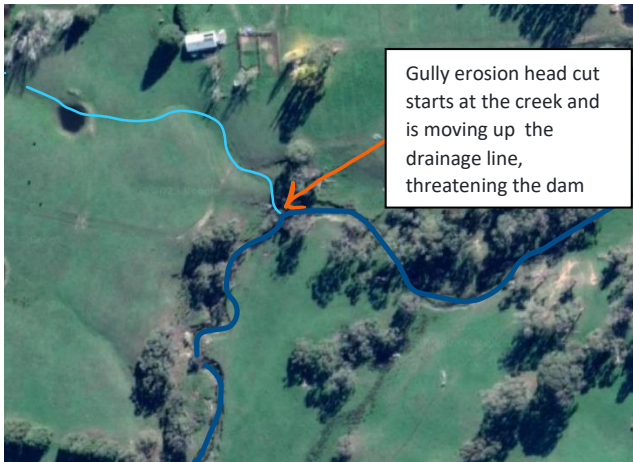 Gully erosion head cut
starts at the creek and
is moving up the
drainage line,
threatening the dam